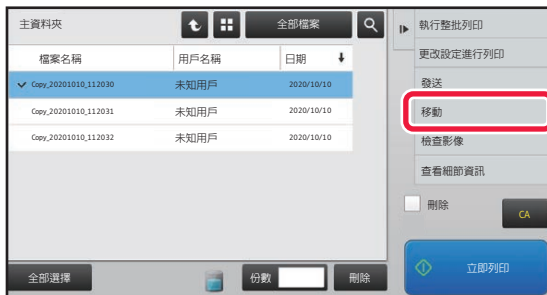 主資料夾
全部檔案
檔案名稱 用戶名稱 日期
Copy_20201010_112030 未知用戶 2020/10/10
Copy_20201010_112031 未知用戶 2020/10/10
Copy_20201010_112032 未知用戶 2020/10/10
全部選擇
份數
刪除
執行整批列印
更改設定進行列印
發送
移動
檢查影像
查看細節資訊
刪除
CA
立即列印